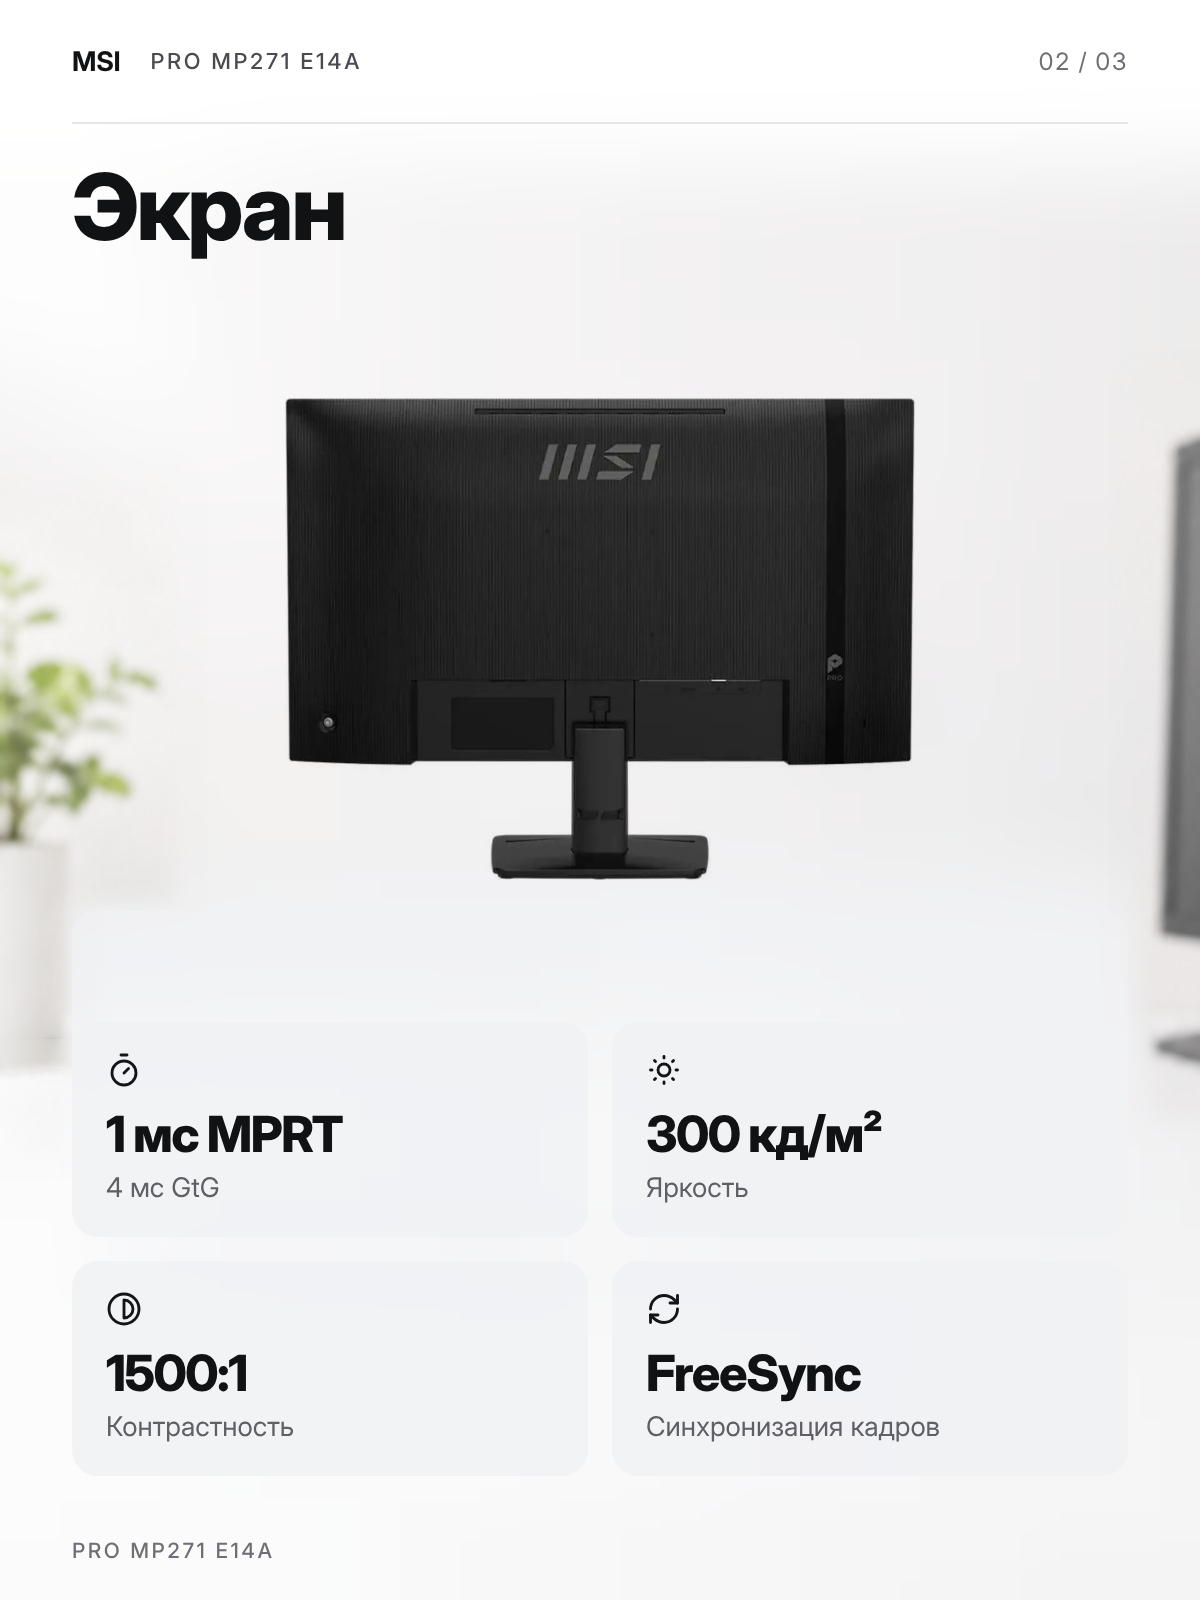 MSI PRO MP271 E14A 02 / 03
Экран
MSI
PRO
1 мс MPRT
4 мс GtG
300 кд/м²
Яркость
1500:1
Контрастность
FreeSync
Синхронизация кадров
PRO MP271 E14A